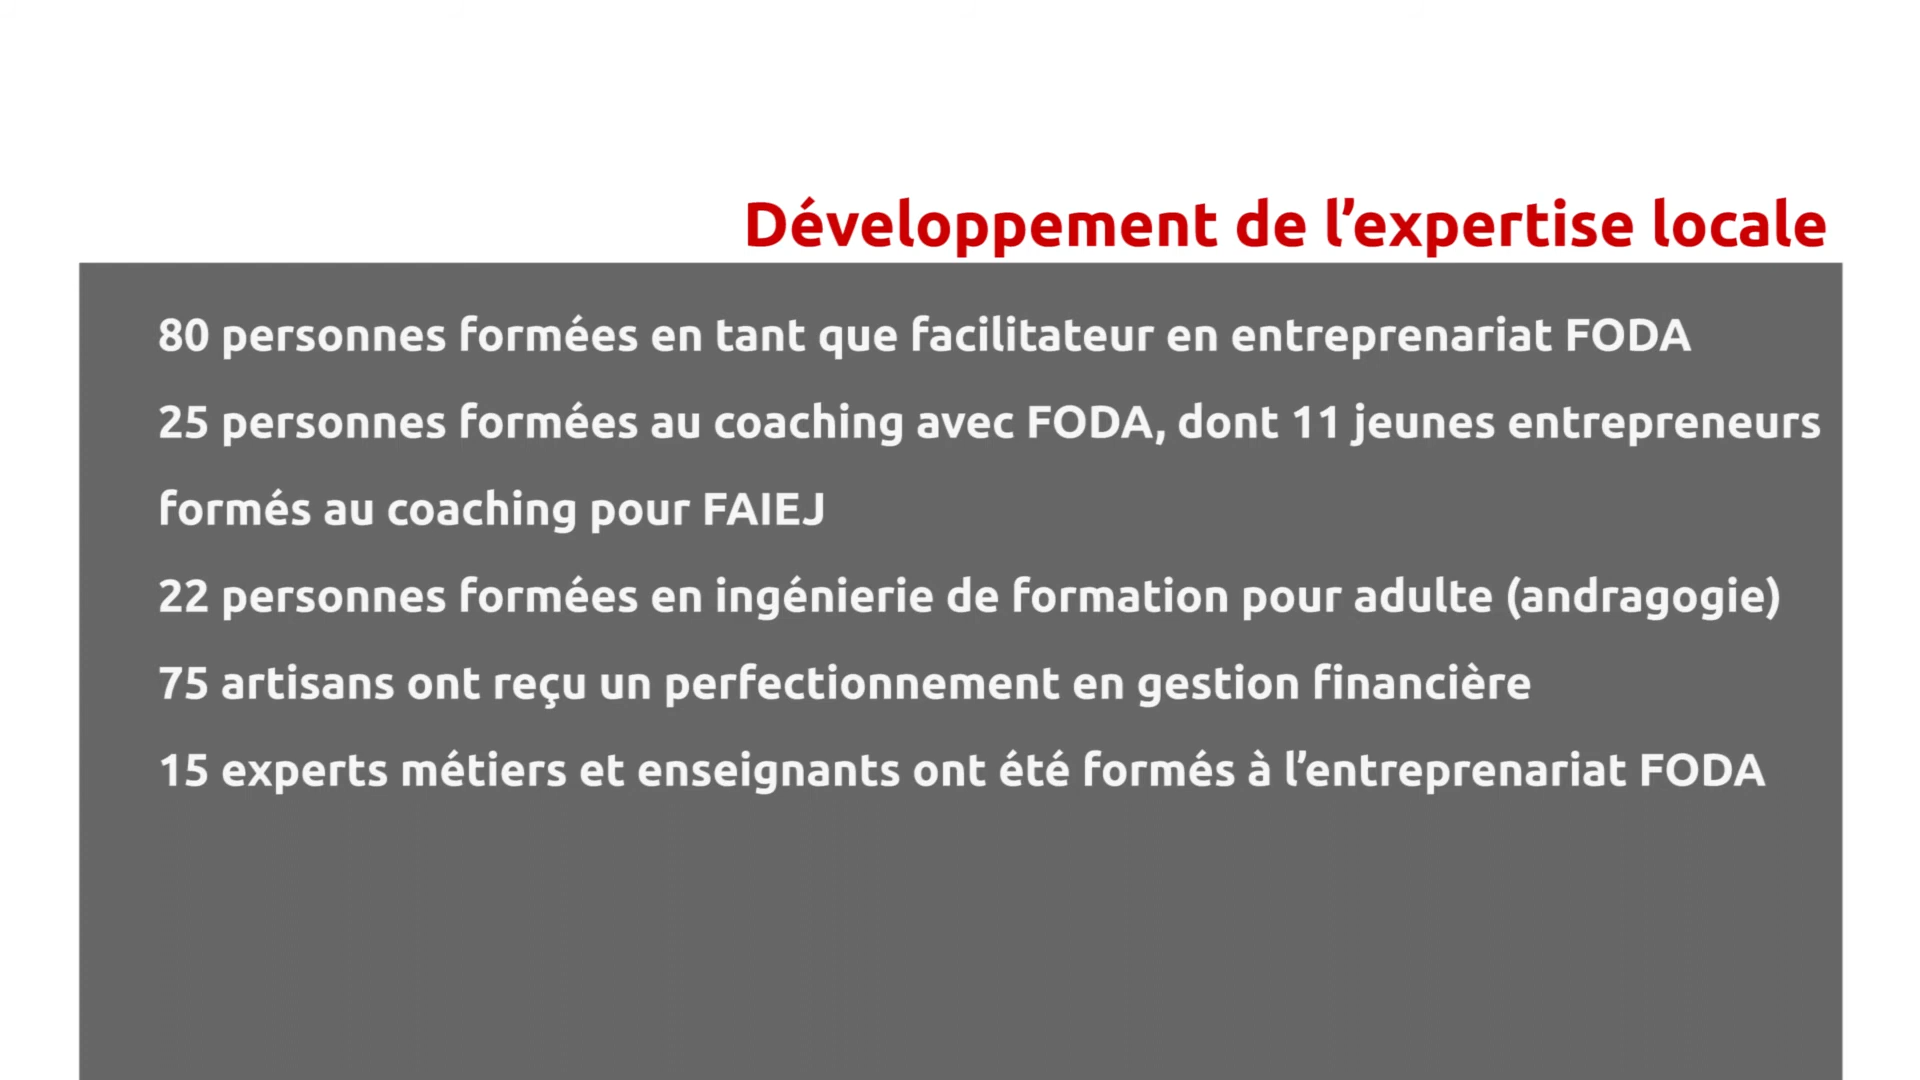 Développement de l’expertise locale
80 personnes formées en tant que facilitateur en entreprenariat FODA
25 personnes formées au coaching avec FODA, dont 11 jeunes entrepreneurs
formés au coaching pour FAIEJ
22 personnes formées en ingénierie de formation pour adulte (andragogie)
75 artisans ont reçu un perfectionnement en gestion financière
15 experts métiers et enseignants ont été formés à l’entreprenariat FODA